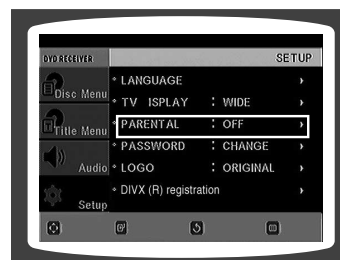 DVD RECEIVER SETUP
Disc Menu
Title Menu
Audio
Setup
LANGUAGE
TV ISPLAY : WIDE
PARENTAL : OFF
PASSWORD : CHANGE
LOGO : ORIGINAL
DIVX (R) registration